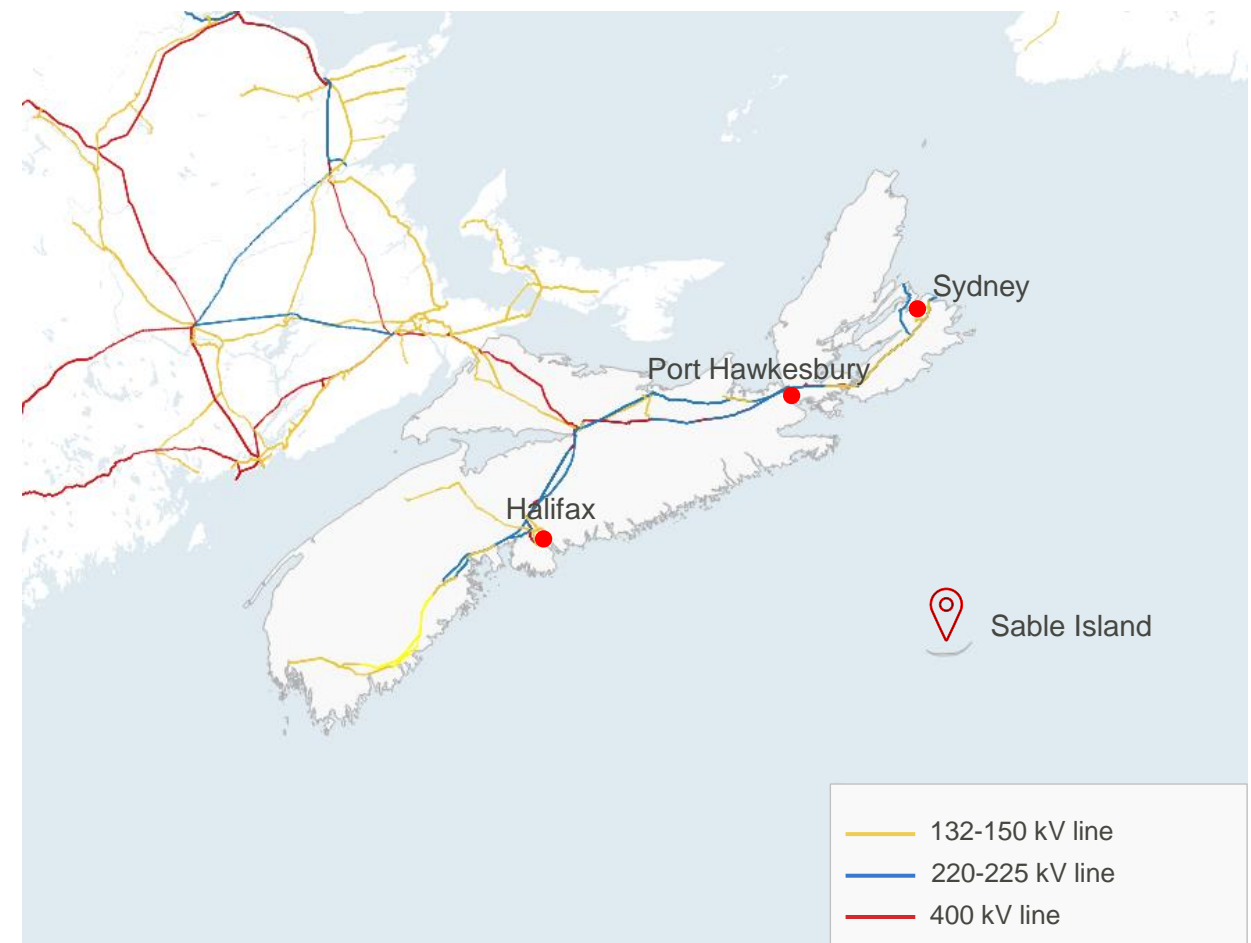 Sydney
Port Hawkesbury
Halifax
Sable Island
132-150 kV line
220-225 kV line
400 kV line